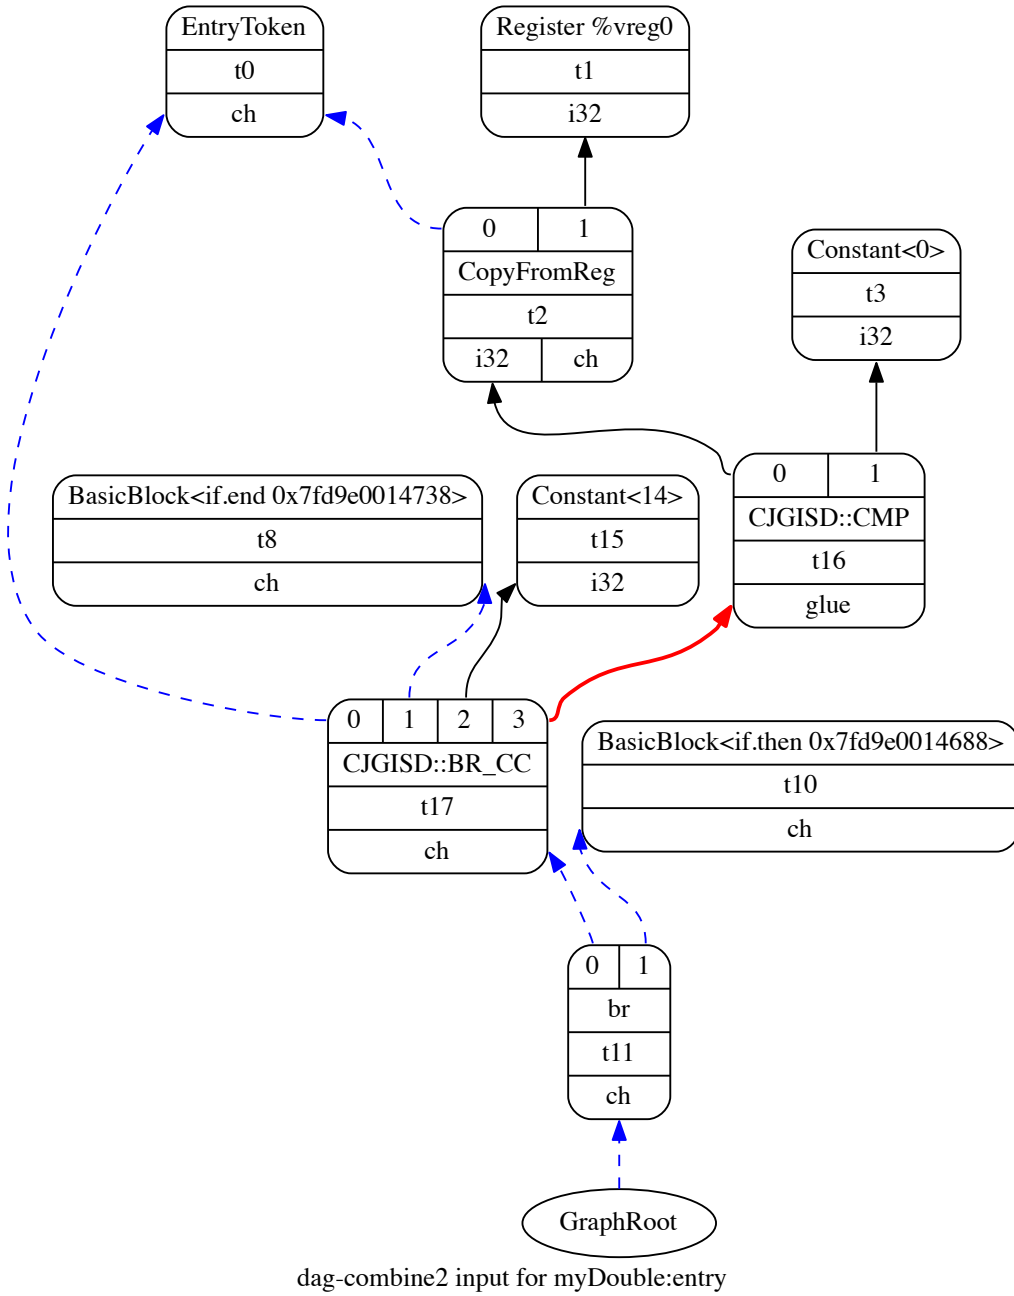 EntryToken
t0
ch
Register %vreg0
t1
i32
0 1
CopyFromReg
t2
i32 ch
Constant<0>
t3
i32
BasicBlock<if.end 0x7fd9e0014738>
t8
ch
Constant<14>
t15
i32
0 1
CJGISD::CMP
t16
glue
0 1 2 3
CJGISD::BR_CC
t17
ch
BasicBlock<if.then 0x7fd9e0014688>
t10
ch
0 1
br
t11
ch
GraphRoot
dag-combine2 input for myDouble:entry